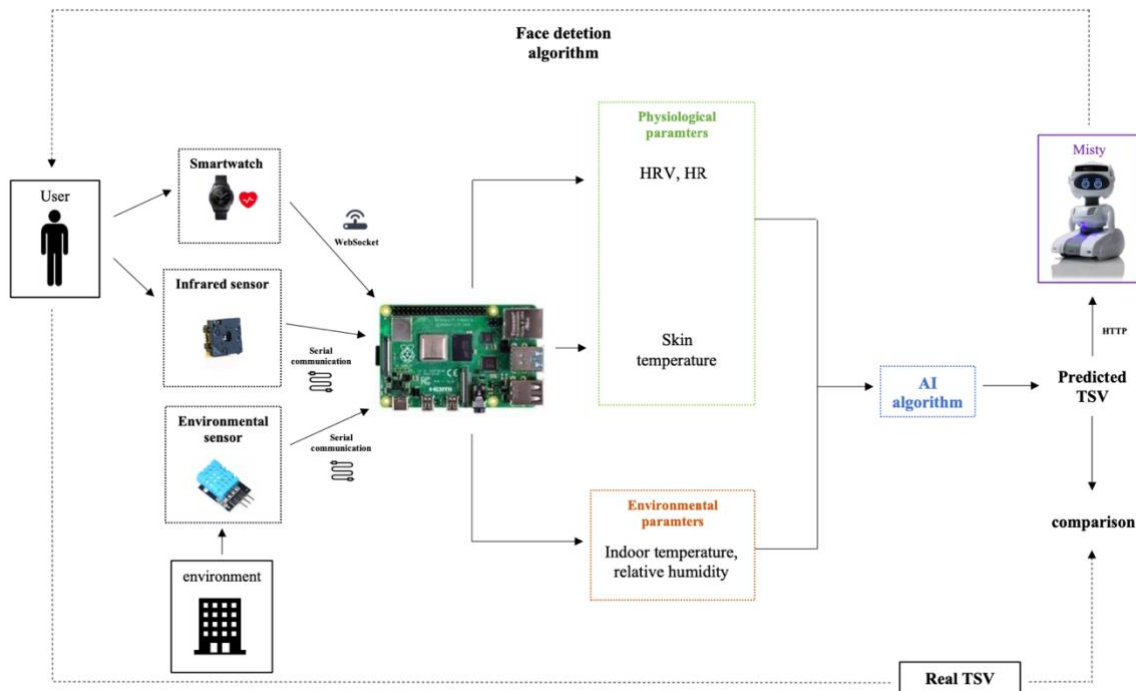 Face detetion
algorithm
User
Smartwatch
WebSocket
Infrared sensor
Serial
communication
Environmental
sensor
Serial
communication
environment
HDMI
Physiological
paramters
HRV, HR
Skin
temperature
Environmental
paramters
Indoor temperature,
relative humidity
AI
algorithm
Misty
HTTP
Predicted
TSV
comparison
Real TSV